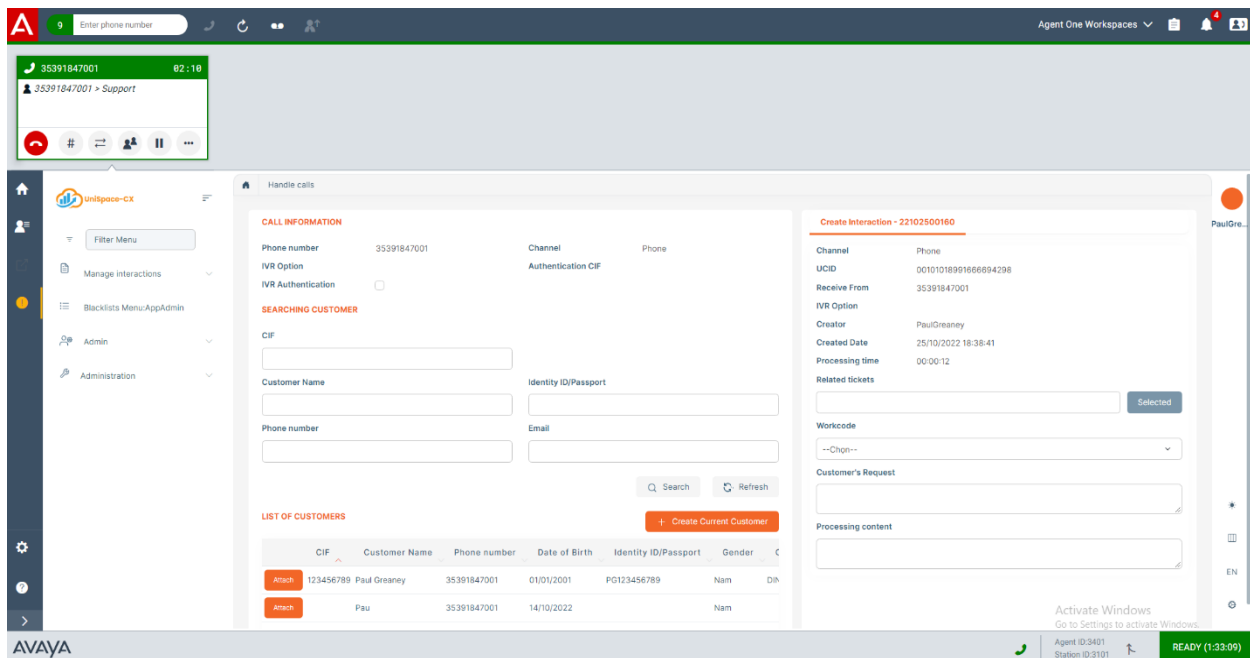 9 Enter phone number Agent One Workspaces 4
35391847001 02:10
35391847001 > Support
#
UniSpace-CX
Filter Menu
Manage interactions
Blacklists Menu:AppAdmin
Admin
Administration
Handle calls
CALL INFORMATION
Phone number 35391847001 Channel Phone
IVR Option Authentication CIF
IVR Authentication
SEARCHING CUSTOMER
CIF
Customer Name Identity ID/Passport
Phone number Email
Search Refresh
LIST OF CUSTOMERS + Create Current Customer
CIF Customer Name Phone number Date of Birth Identity ID/Passport Gender
Attach 123456789 Paul Greaney 35391847001 01/01/2001 PG123456789 Nam DIN
Attach Pau 35391847001 14/10/2022 Nam
Create Interaction - 22102500160
Channel Phone
UCID 00101018991666694298
Receive From 35391847001
IVR Option
Creator PaulGreaney
Created Date 25/10/2022 18:38:41
Processing time 00:00:12
Related tickets
Selected
Workcode
--Chọn--
Customer's Request
Processing content
PaulGre...
EN
Activate Windows
Go to Settings to activate Windows.
AVAYA
Agent ID:3401
Station ID:3101
READY (1:33:09)